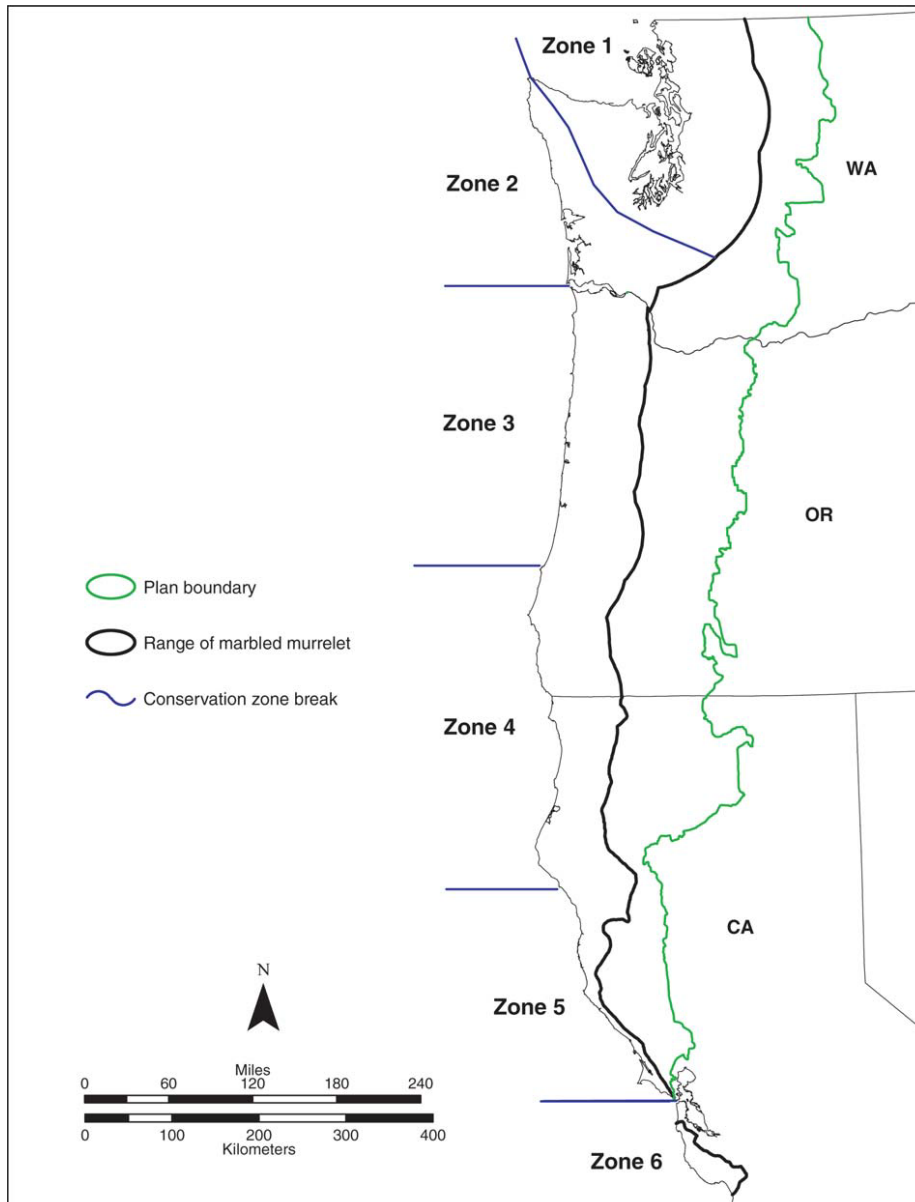 Zone 1
Zone 2
WA
Zone 3
OR
Plan boundary
Range of marbled murrelet
Conservation zone break
Zone 4
CA
N
Zone 5
Miles
0 60 120 180 240
0 100 200 300 400
Kilometers
Zone 6